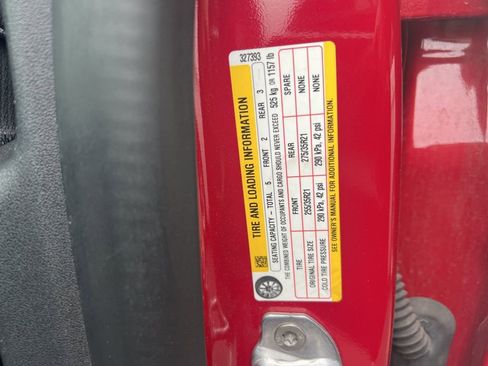 327393
TIRE AND LOADING INFORMATION
SEATING CAPACITY – TOTAL 5 FRONT 2 REAR 3
THE COMBINED WEIGHT OF OCCUPANTS AND CARGO SHOULD NEVER EXCEED 525 kg OR 1157 lb
TIRE FRONT REAR SPARE
ORIGINAL TIRE SIZE 255/35R21 275/35R21 NONE
COLD TIRE PRESSURE 290 kPa, 42 psi 290 kPa, 42 psi NONE
SEE OWNER'S MANUAL FOR ADDITIONAL INFORMATION.